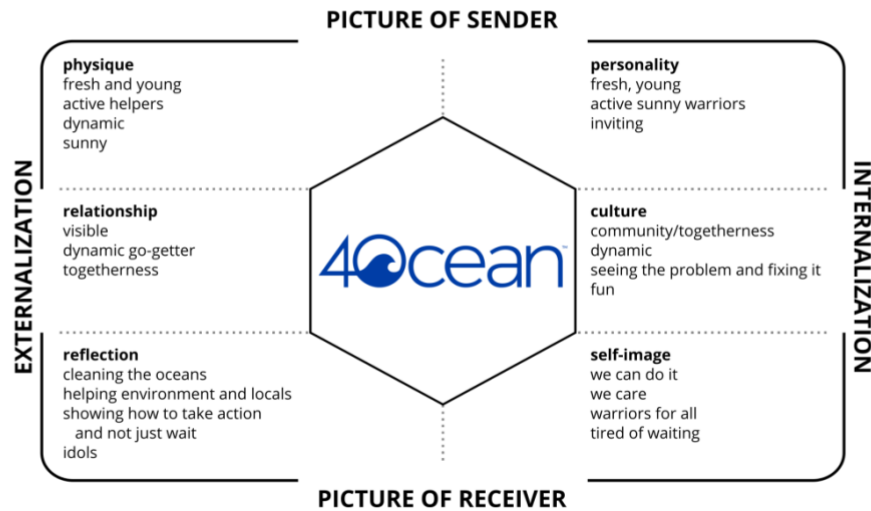 PICTURE OF SENDER
EXTERNALIZATION
physique
fresh and young
active helpers
dynamic
sunny
relationship
visible
dynamic go-getter
togetherness
reflection
cleaning the oceans
helping environment and locals
showing how to take action
and not just wait
idols
4Ocean™
personality
fresh, young
active sunny warriors
inviting
culture
community/togetherness
dynamic
seeing the problem and fixing it
fun
self-image
we can do it
we care
warriors for all
tired of waiting
INTERNALIZATION
PICTURE OF RECEIVER